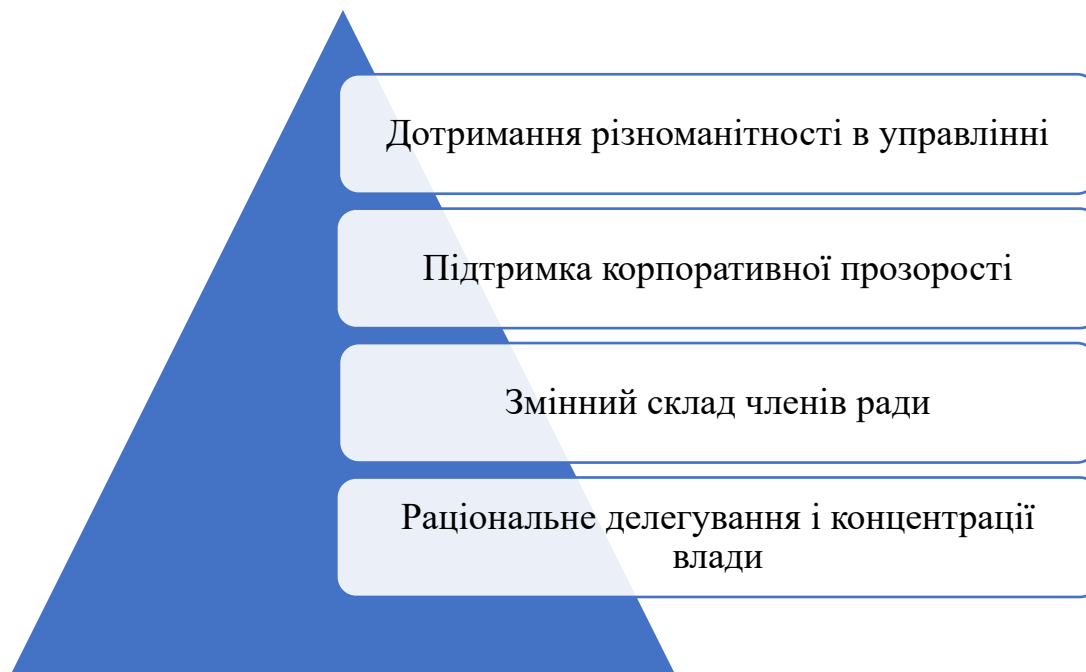 Дотримання різноманітності в управлінні
Підтримка корпоративної прозорості
Змінний склад членів ради
Раціональне делегування і концентрації
влади